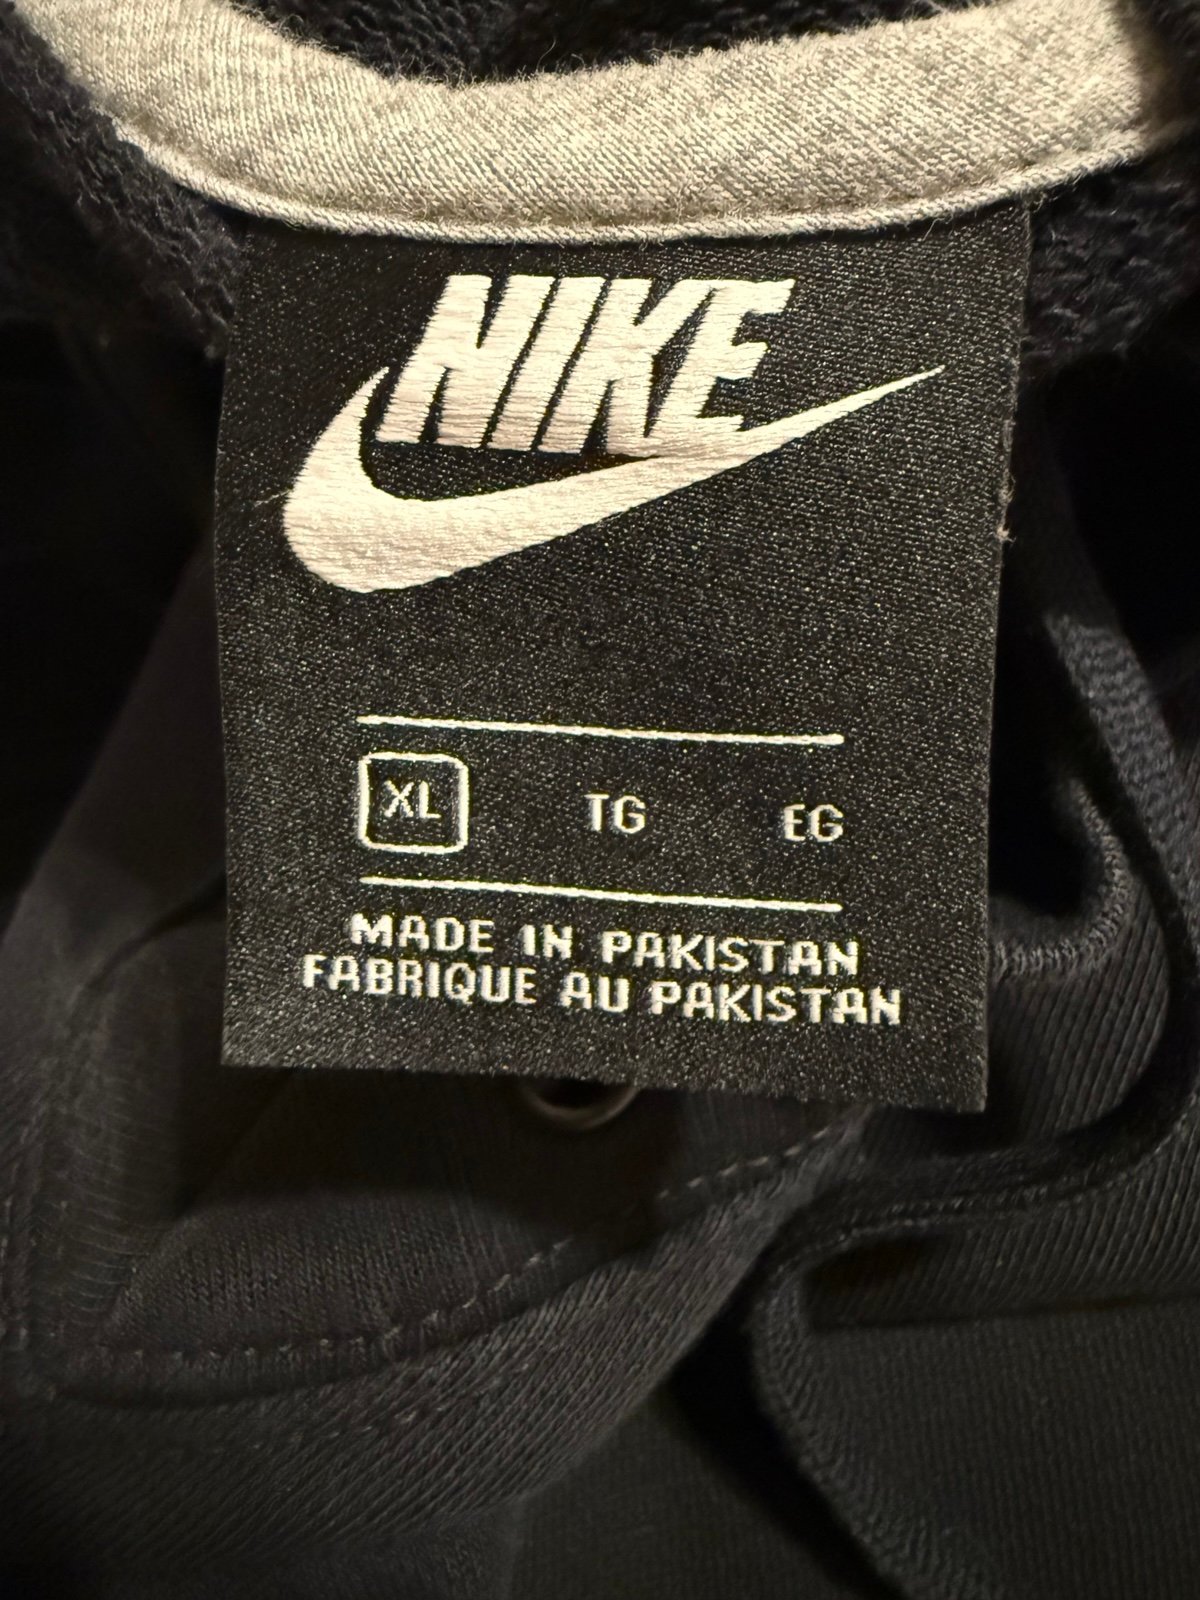 NIKE
XL TG EG
MADE IN PAKISTAN
FABRIQUE AU PAKISTAN